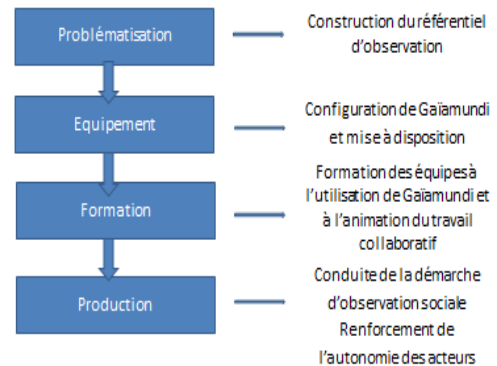 Problématisation
Construction du référentiel
d'observation
Equipement
Configuration de Gaïamundi
et mise à disposition
Formation
Formation des équipes à
l'utilisation de Gaïamundi et
à l'animation du travail
collaboratif
Production
Conduite de la démarche
d'observation sociale
Renforcement de
l'autonomie des acteurs